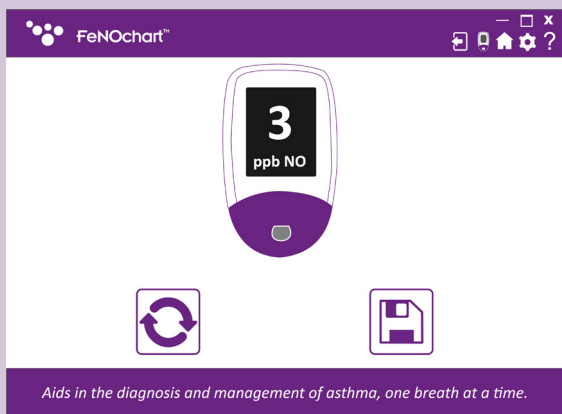 FeNOchart™
3
ppb NO
Aids in the diagnosis and management of asthma, one breath at a time.